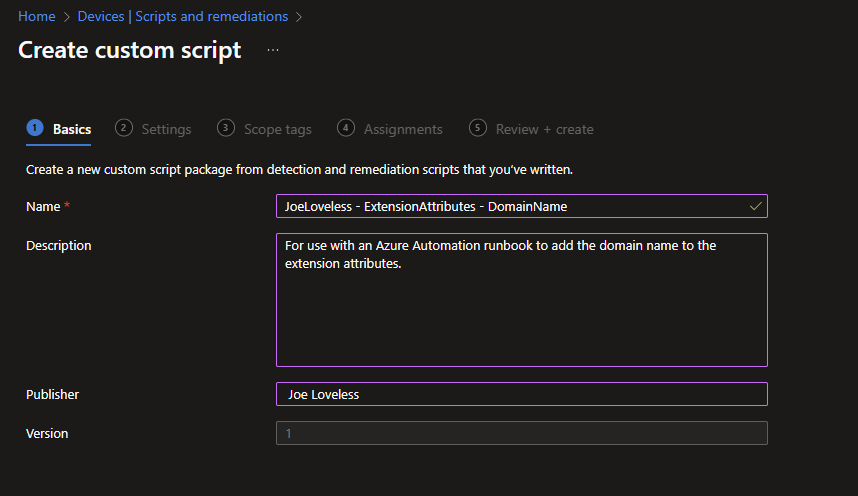 Home > Devices | Scripts and remediations >
Create custom script ...
1 Basics 2 Settings 3 Scope tags 4 Assignments 5 Review + create
Create a new custom script package from detection and remediation scripts that you've written.
Name * JoeLoveless - ExtensionAttributes - DomainName
Description For use with an Azure Automation runbook to add the domain name to the
extension attributes.
Publisher Joe Loveless
Version 1